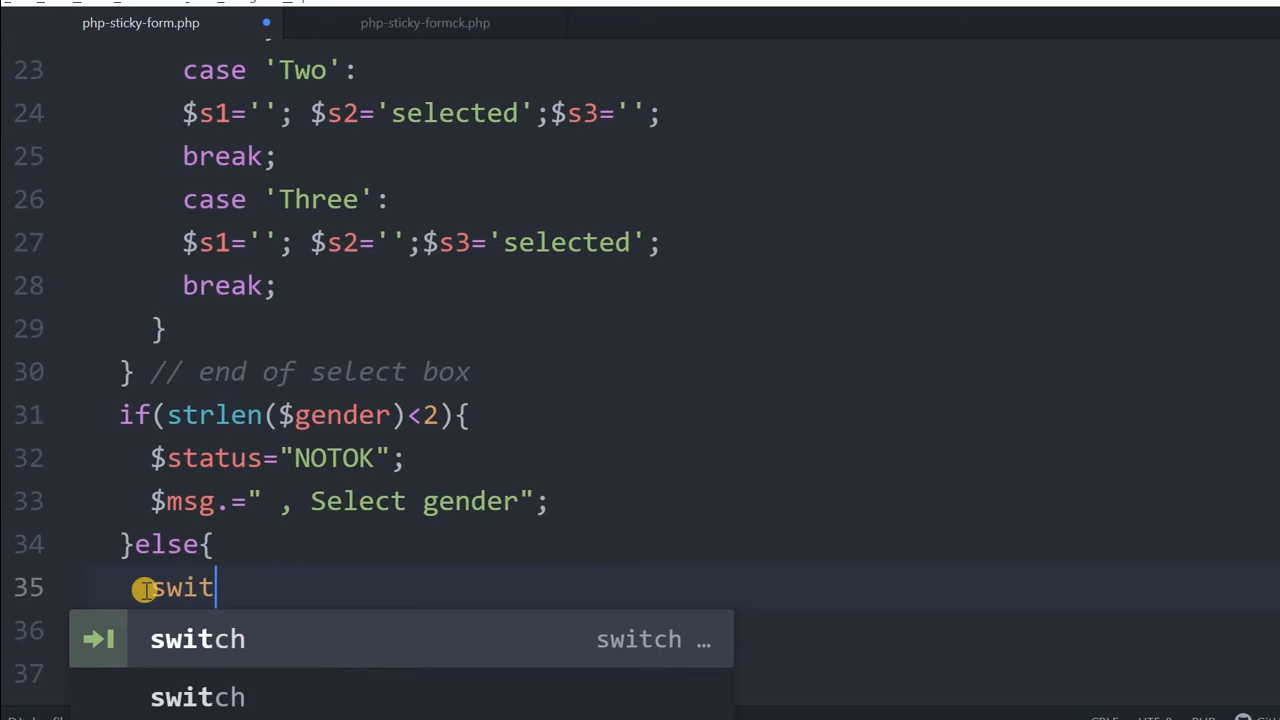 php-sticky-form.php php-sticky-formck.php
23 case 'Two':
24 $s1=''; $s2='selected';$s3='';
25 break;
26 case 'Three':
27 $s1=''; $s2='';$s3='selected';
28 break;
29 }
30 } // end of select box
31 if(strlen($gender)<2){
32 $status="NOTOK";
33 $msg.=" , Select gender";
34 }else{
35 swit
36 switch switch …
37 switch